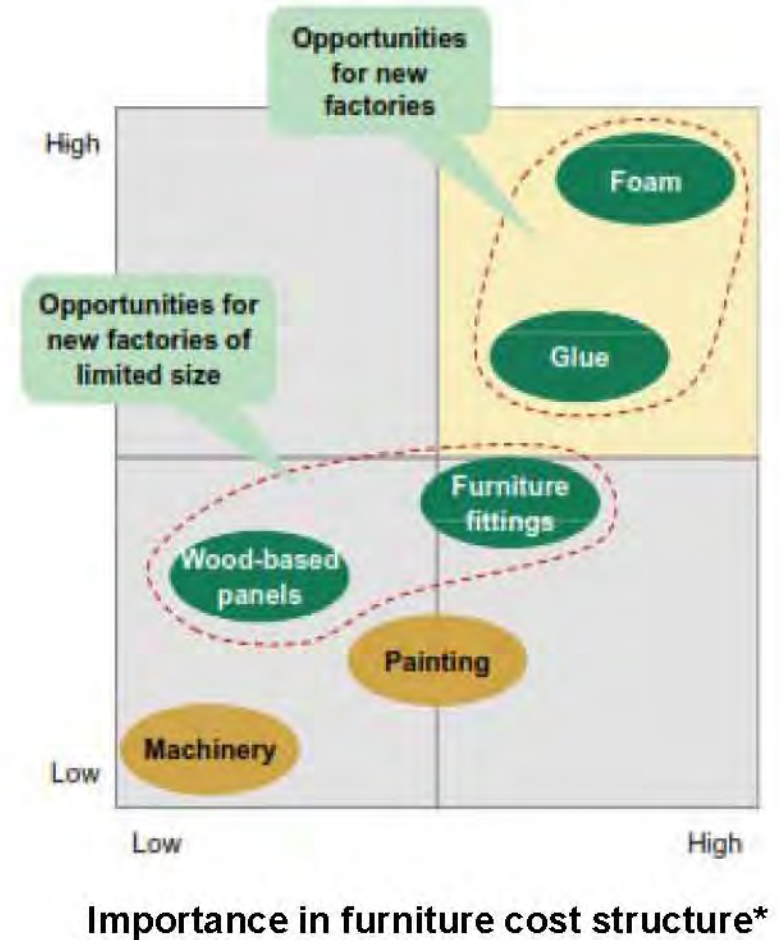 Opportunities
for new
factories
High
Foam
Opportunities for
new factories of
limited size
Glue
Furniture
fittings
Wood-based
panels
Painting
Machinery
Low
Low
High
Importance in furniture cost structure*